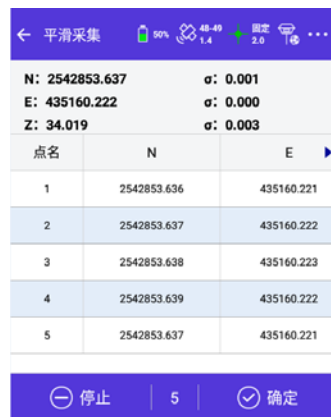 平滑采集 50% 48-49 1.4 固定 2.0
N: 2542853.637 σ: 0.001
E: 435160.222 σ: 0.000
Z: 34.019 σ: 0.003
点名 N E
1 2542853.636 435160.221
2 2542853.637 435160.222
3 2542853.638 435160.223
4 2542853.639 435160.222
5 2542853.637 435160.221
停止 5 确定